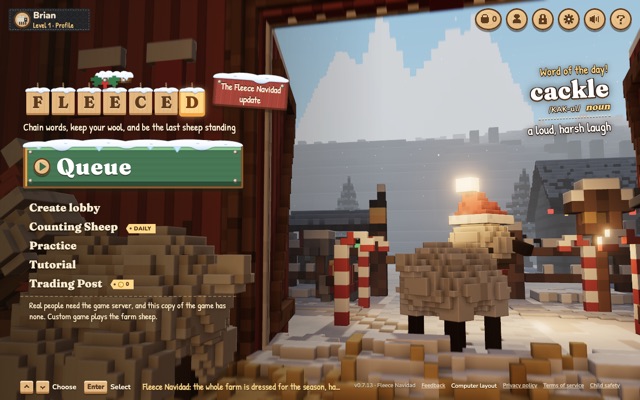 Brian
Level 1 · Profile
0
?
FLEECED
"The Fleece Navidad"
update
Chain words, keep your wool, and be the last sheep standing
Word of the day!
cackle
/KAK-ul/ noun
a loud, harsh laugh
Queue
Create lobby
Counting Sheep DAILY
Practice
Tutorial
Trading Post 0
Real people need the game server, and this copy of the game has
none. Custom game plays the farm sheep.
Choose Enter Select
Fleece Navidad: the whole farm is dressed for the season, ha...
v0.7.13 · Fleece Navidad Feedback Computer layout Privacy policy Terms of service Child safety